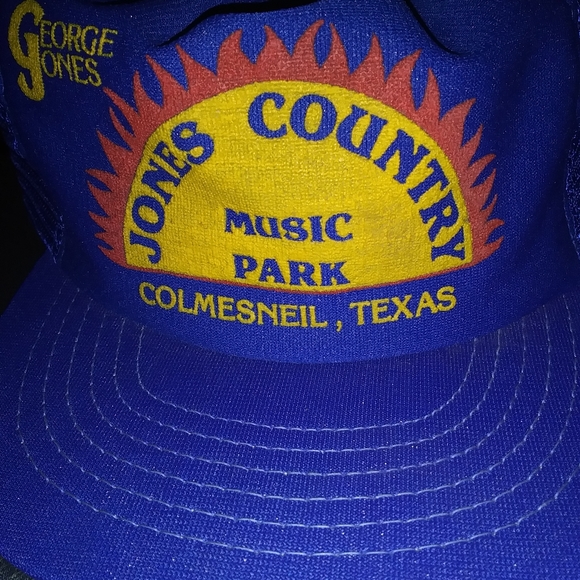 GEORGE
JONES
JONES COUNTRY
MUSIC
PARK
COLMESNEIL, TEXAS